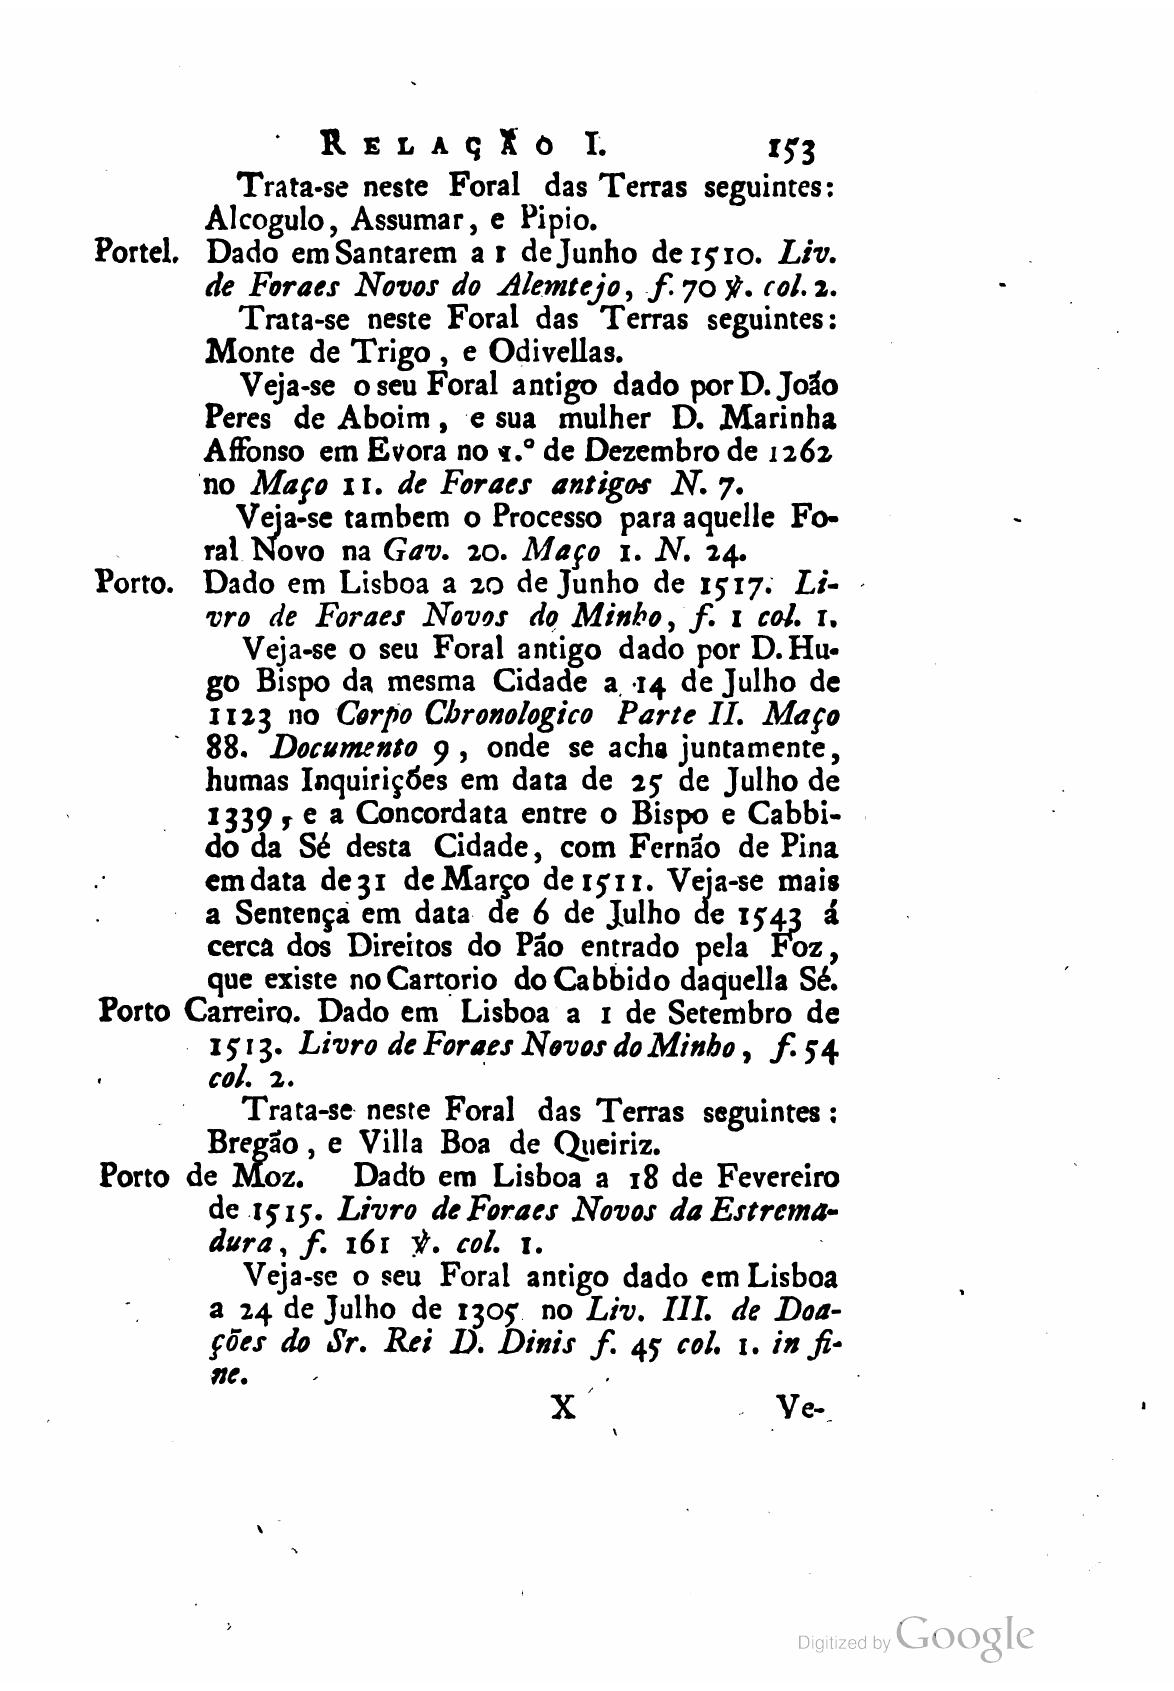 RELAÇÃO I. 153
Trata-se neste Foral das Terras seguintes:
Alcogulo, Assumar, e Pipio.
Portel. Dado em Santarem a 1 de Junho de 1510. Liv.
de Foraes Novos do Alemtejo, f. 70 ℣. col. 2.
Trata-se neste Foral das Terras seguintes:
Monte de Trigo, e Odivellas.
Veja-se o seu Foral antigo dado por D. João
Peres de Aboim, e sua mulher D. Marinha
Affonso em Evora no 1.º de Dezembro de 1262
no Maço 11. de Foraes antigos N. 7.
Veja-se tambem o Processo para aquelle Fo-
ral Novo na Gav. 20. Maço 1. N. 24.
Porto. Dado em Lisboa a 20 de Junho de 1517. Li-
vro de Foraes Novos do Minho, f. 1 col. 1.
Veja-se o seu Foral antigo dado por D. Hu-
go Bispo da mesma Cidade a 14 de Julho de
1123 no Corpo Chronologico Parte II. Maço
88. Documento 9, onde se acha juntamente,
humas Inquirições em data de 25 de Julho de
1339, e a Concordata entre o Bispo e Cabbi-
do da Sé desta Cidade, com Fernão de Pina
em data de 31 de Março de 1511. Veja-se mais
a Sentença em data de 6 de Julho de 1543 á
cerca dos Direitos do Pão entrado pela Foz,
que existe no Cartorio do Cabbido daquella Sé.
Porto Carreiro. Dado em Lisboa a 1 de Setembro de
1513. Livro de Foraes Novos do Minho, f. 54
col. 2.
Trata-se neste Foral das Terras seguintes:
Bregão, e Villa Boa de Queiriz.
Porto de Moz. Dado em Lisboa a 18 de Fevereiro
de 1515. Livro de Foraes Novos da Estrema-
dura, f. 161 ℣. col. 1.
Veja-se o seu Foral antigo dado em Lisboa
a 24 de Julho de 1305 no Liv. III. de Doa-
ções do Sr. Rei D. Dinis f. 45 col. 1. in fi-
ne.
X Ve-
Digitized by Google